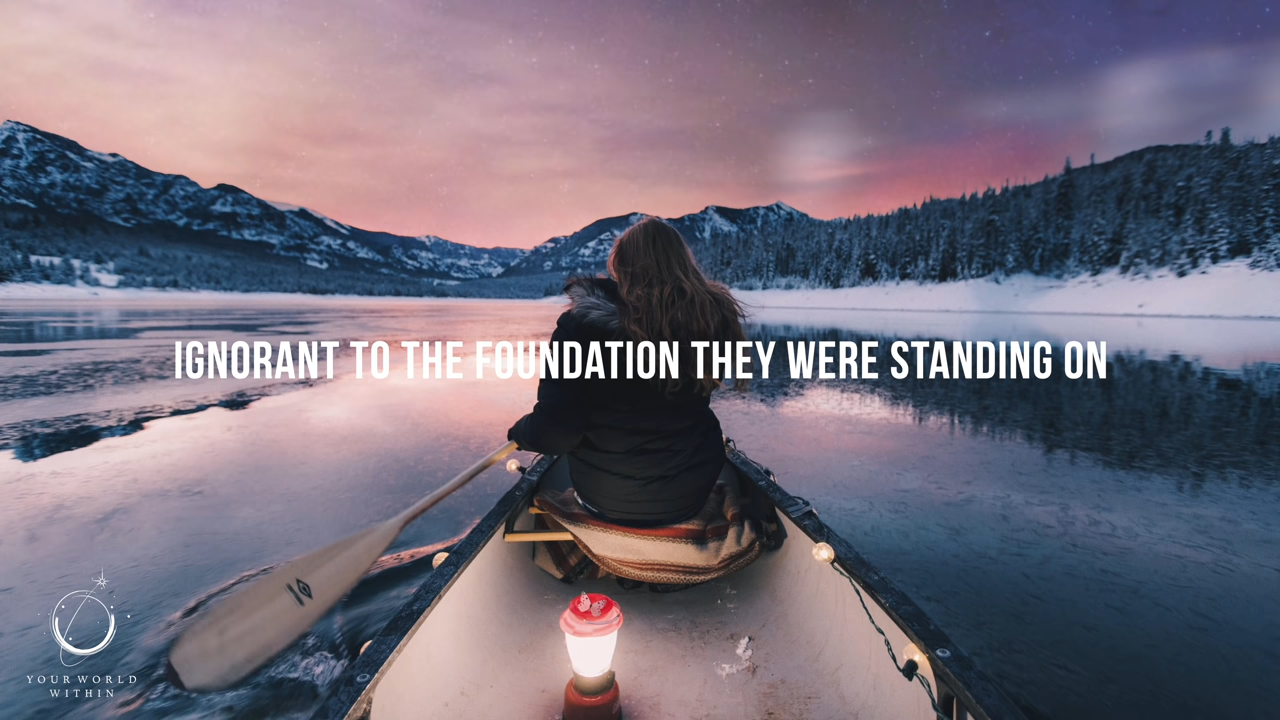 IGNORANT TO THE FOUNDATION THEY WERE STANDING ON
YOUR WORLD
WITHIN